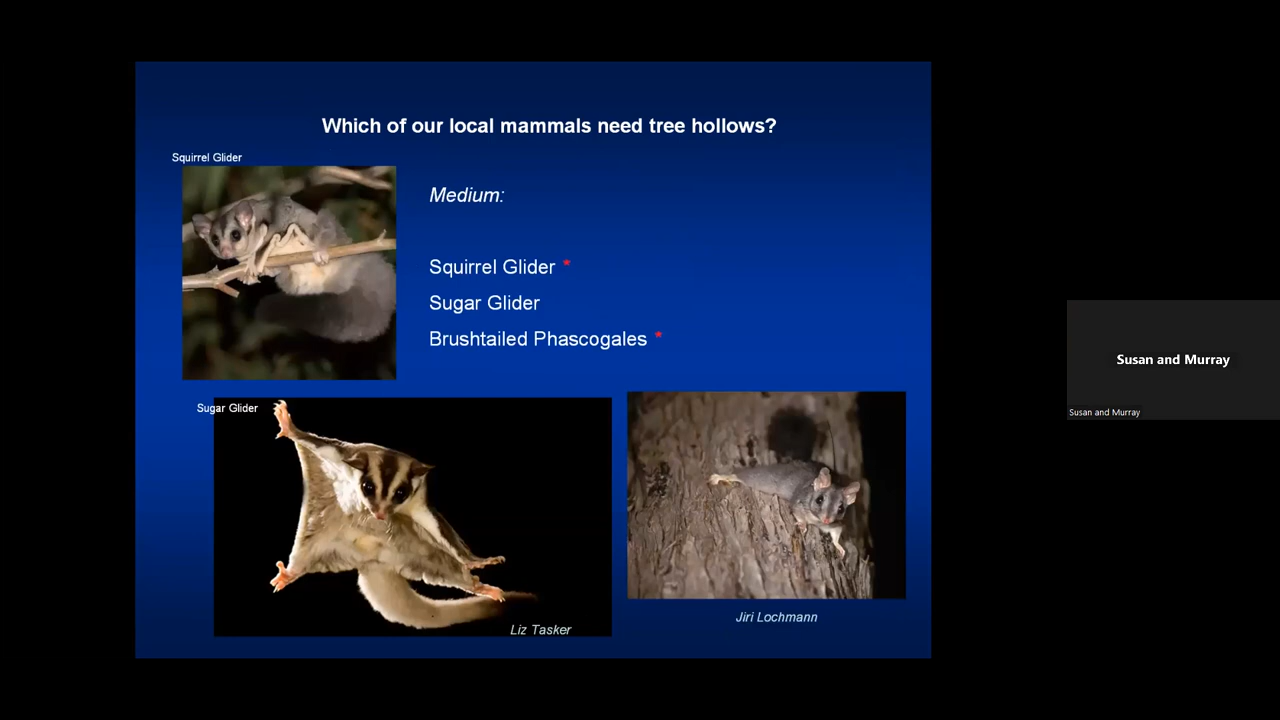 Which of our local mammals need tree hollows?
Squirrel Glider
Medium:
Squirrel Glider *
Sugar Glider
Brushtailed Phascogales *
Sugar Glider
Liz Tasker
Jiri Lochmann
Susan and Murray
Susan and Murray